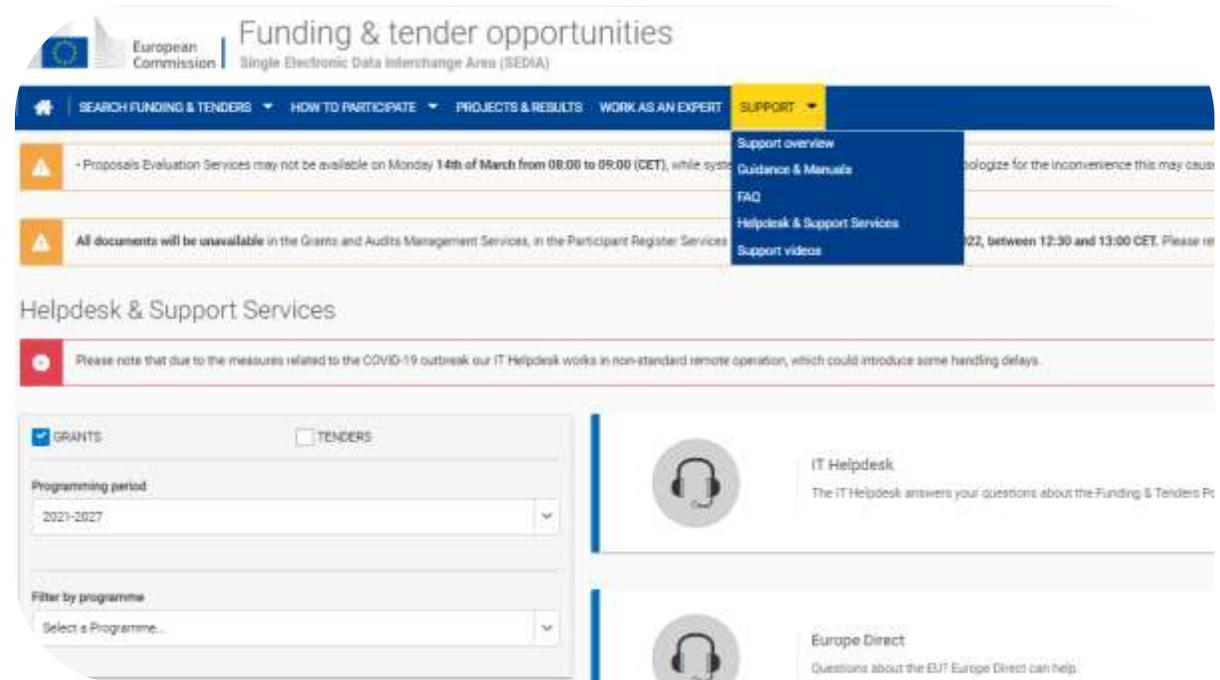 European
Commission
Funding & tender opportunities
Single Electronic Data Interchange Area (SEDIA)
SEARCH FUNDING & TENDERS HOW TO PARTICIPATE PROJECTS & RESULTS WORK AS AN EXPERT SUPPORT
Support overview
Guidance & Manuals
FAQ
Helpdesk & Support Services
Support videos
- Proposals Evaluation Services may not be available on Monday 14th of March from 08:00 to 09:00 (CET), while syste ologize for the inconvenience this may cause
All documents will be unavailable in the Grants and Audits Management Services, in the Participant Register Services 22, between 12:30 and 13:00 CET. Please re
Helpdesk & Support Services
Please note that due to the measures related to the COVID-19 outbreak our IT Helpdesk works in non-standard remote operation, which could introduce some handling delays.
GRANTS TENDERS
Programming period
2021-2027
Filter by programme
Select a Programme...
IT Helpdesk
The IT Helpdesk answers your questions about the Funding & Tenders Po
Europe Direct
Questions about the EU? Europe Direct can help.